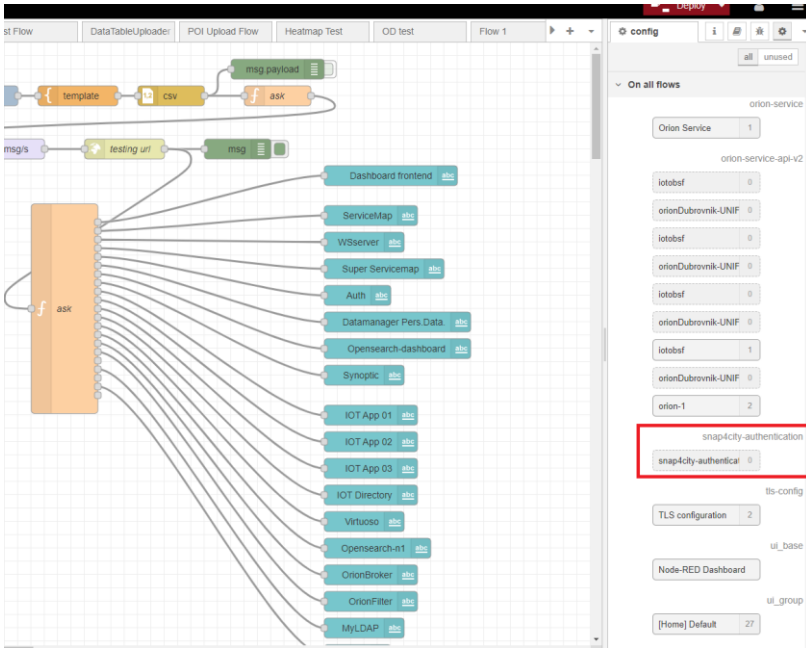 Deploy
st Flow
DataTableUploader
POI Upload Flow
Heatmap Test
OD test
Flow 1
config
i
all
unused
On all flows
msg.payload
template
1,2
csv
f
ask
msg/s
testing url
msg
f
ask
Dashboard frontend abc
ServiceMap abc
WSserver abc
Super Servicemap abc
Auth abc
Datamanager Pers.Data. abc
Opensearch-dashboard abc
Synoptic abc
IOT App 01 abc
IOT App 02 abc
IOT App 03 abc
IOT Directory abc
Virtuoso abc
Opensearch-n1 abc
OrionBroker abc
OrionFilter abc
MyLDAP abc
orion-service
Orion Service 1
orion-service-api-v2
iotobsf 0
orionDubrovnik-UNIF 0
iotobsf 0
orionDubrovnik-UNIF 0
iotobsf 0
orionDubrovnik-UNIF 0
iotobsf 1
orionDubrovnik-UNIF 0
orion-1 2
snap4city-authentication
snap4city-authenticat 0
tls-config
TLS configuration 2
ui_base
Node-RED Dashboard
ui_group
[Home] Default 27